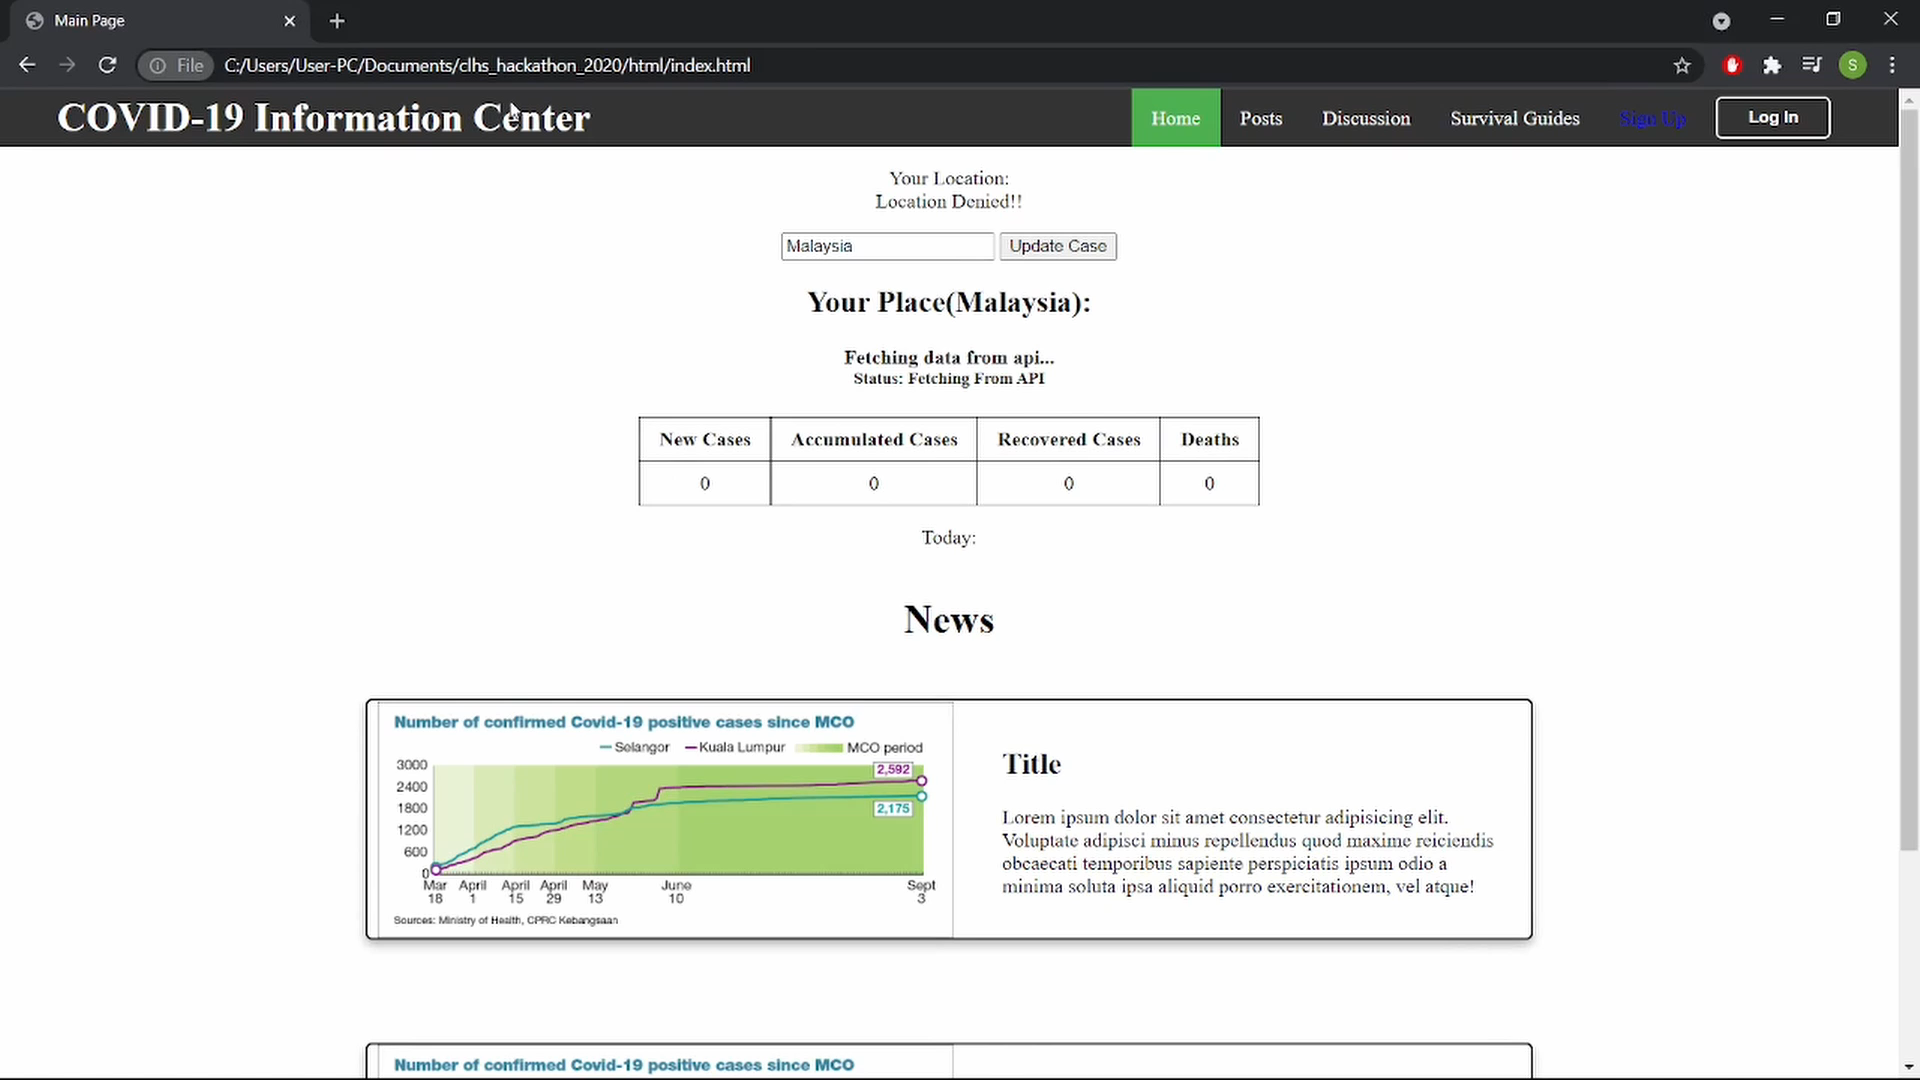 Main Page
File C:/Users/User-PC/Documents/clhs_hackathon_2020/html/index.html
S
COVID-19 Information Center
Home Posts Discussion Survival Guides Sign Up Log In
Your Location:
Location Denied!!
Malaysia Update Case
Your Place(Malaysia):
Fetching data from api...
Status: Fetching From API
New Cases Accumulated Cases Recovered Cases Deaths
0 0 0 0
Today:
News
Number of confirmed Covid-19 positive cases since MCO
Selangor Kuala Lumpur MCO period
3000
2400
1800
1200
600
0
2,592
2,175
Mar April April April May June Sept
18 1 15 29 13 10 3
Sources: Ministry of Health, CPRC Kebangsaan
Title
Lorem ipsum dolor sit amet consectetur adipisicing elit.
Voluptate adipisci minus repellendus quod maxime reiciendis
obcaecati temporibus sapiente perspiciatis ipsum odio a
minima soluta ipsa aliquid porro exercitationem, vel atque!
Number of confirmed Covid-19 positive cases since MCO